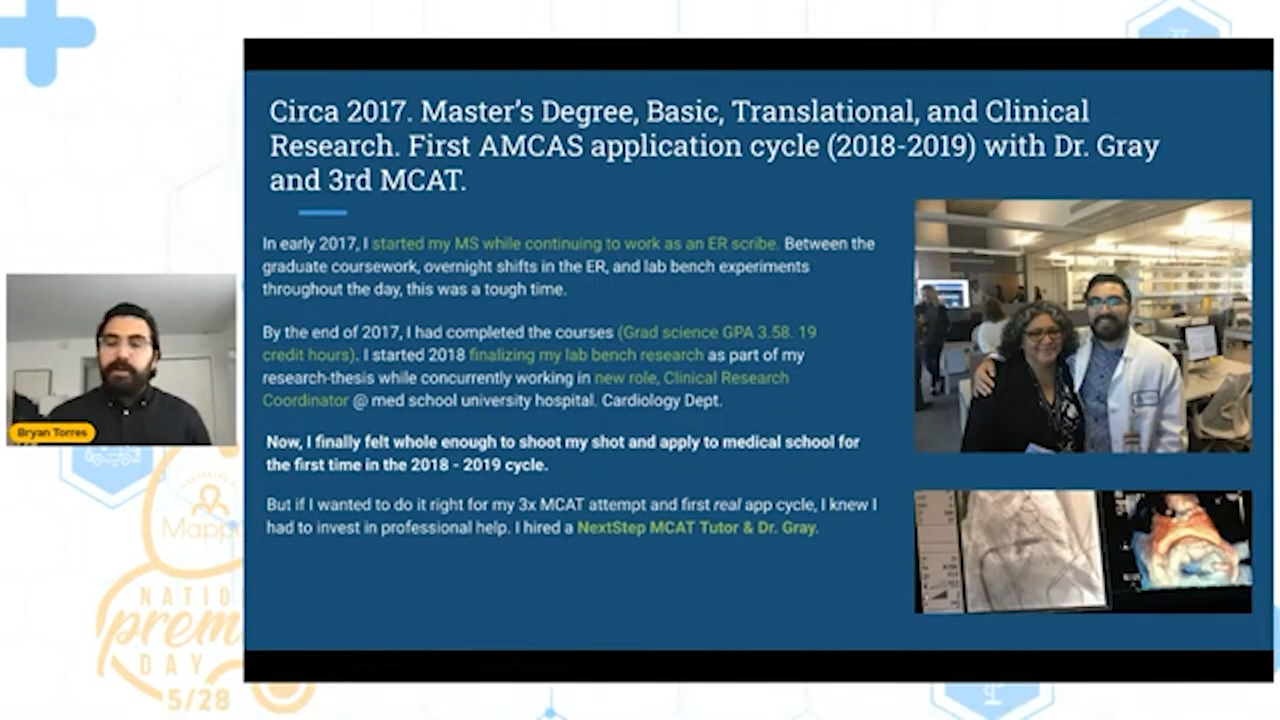 Circa 2017. Master's Degree, Basic, Translational, and Clinical
Research. First AMCAS application cycle (2018-2019) with Dr. Gray
and 3rd MCAT.
In early 2017, I started my MS while continuing to work as an ER scribe. Between the
graduate coursework, overnight shifts in the ER, and lab bench experiments
throughout the day, this was a tough time.
By the end of 2017, I had completed the courses (Grad science GPA 3.58. 19
credit hours). I started 2018 finalizing my lab bench research as part of my
research-thesis while concurrently working in new role, Clinical Research
Coordinator @ med school university hospital. Cardiology Dept.
Now, I finally felt whole enough to shoot my shot and apply to medical school for
the first time in the 2018 - 2019 cycle.
But if I wanted to do it right for my 3x MCAT attempt and first real app cycle, I knew I
had to invest in professional help. I hired a NextStep MCAT Tutor & Dr. Gray.
Bryan Torres
Mapp
NATIO
prem
DAY
5/28